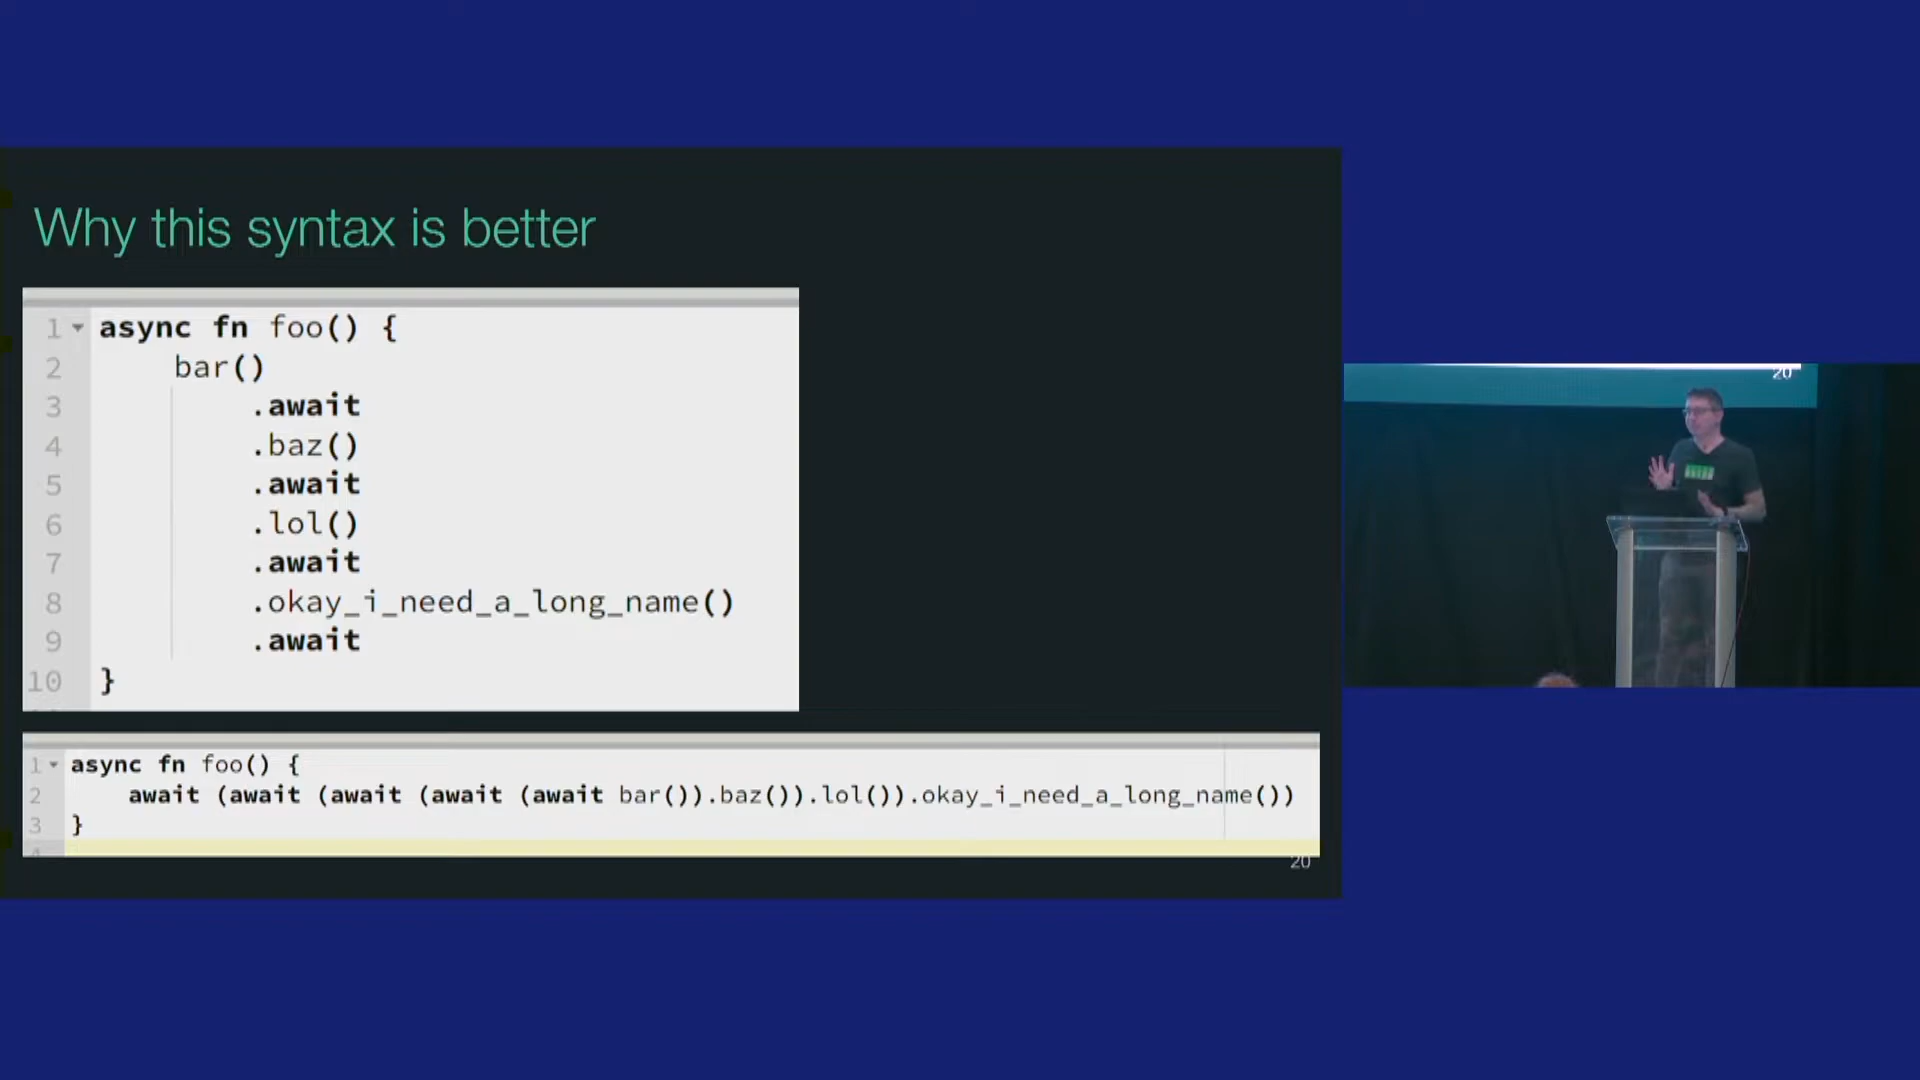 Why this syntax is better
1 async fn foo() {
2 bar()
3 .await
4 .baz()
5 .await
6 .lol()
7 .await
8 .okay_i_need_a_long_name()
9 .await
10 }
1 async fn foo() {
2 await (await (await (await (await bar()).baz()).lol()).okay_i_need_a_long_name())
3 }
4
20
20